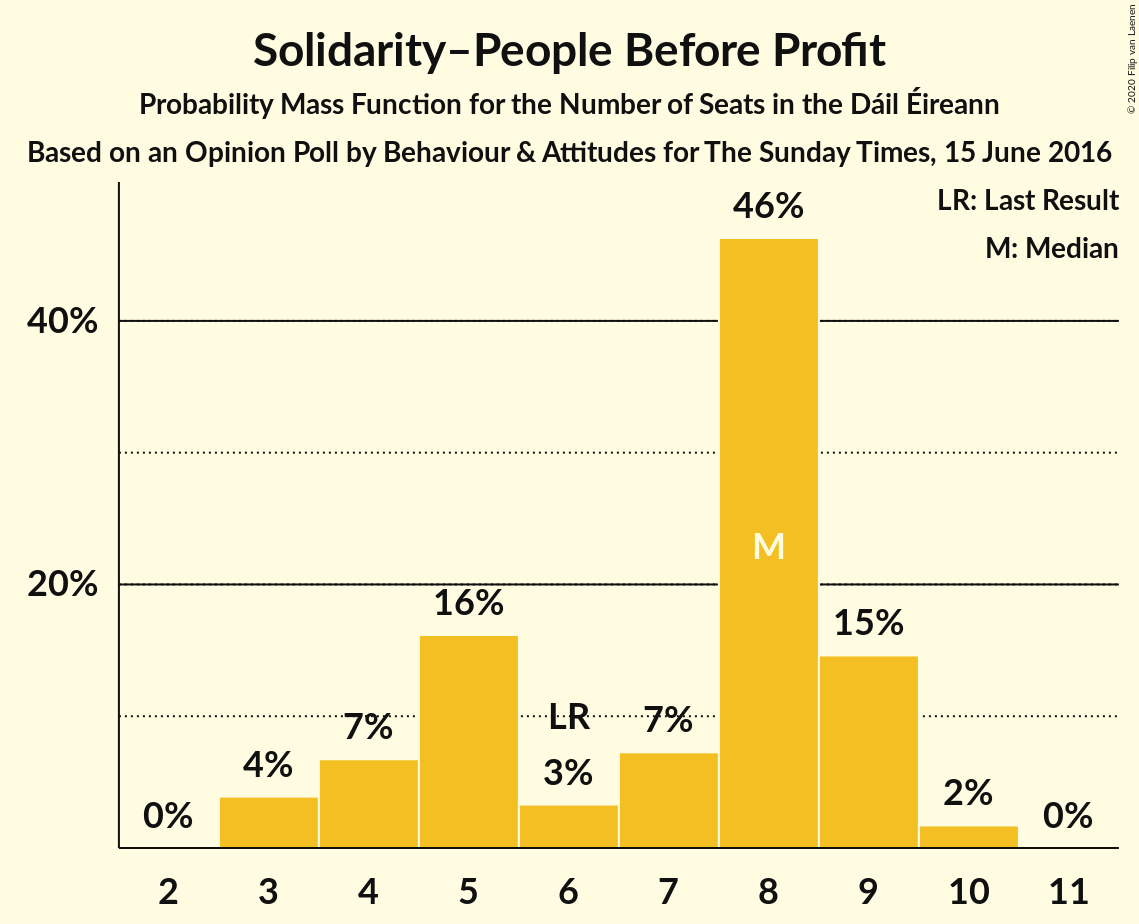 Solidarity–People Before Profit
Probability Mass Function for the Number of Seats in the Dáil Éireann
Based on an Opinion Poll by Behaviour & Attitudes for The Sunday Times, 15 June 2016
© 2020 Filip van Laenen
LR: Last Result
M: Median
46%
40%
M
20%
16%
15%
LR
7%
7%
4%
3%
2%
0%
0%
2 3 4 5 6 7 8 9 10 11